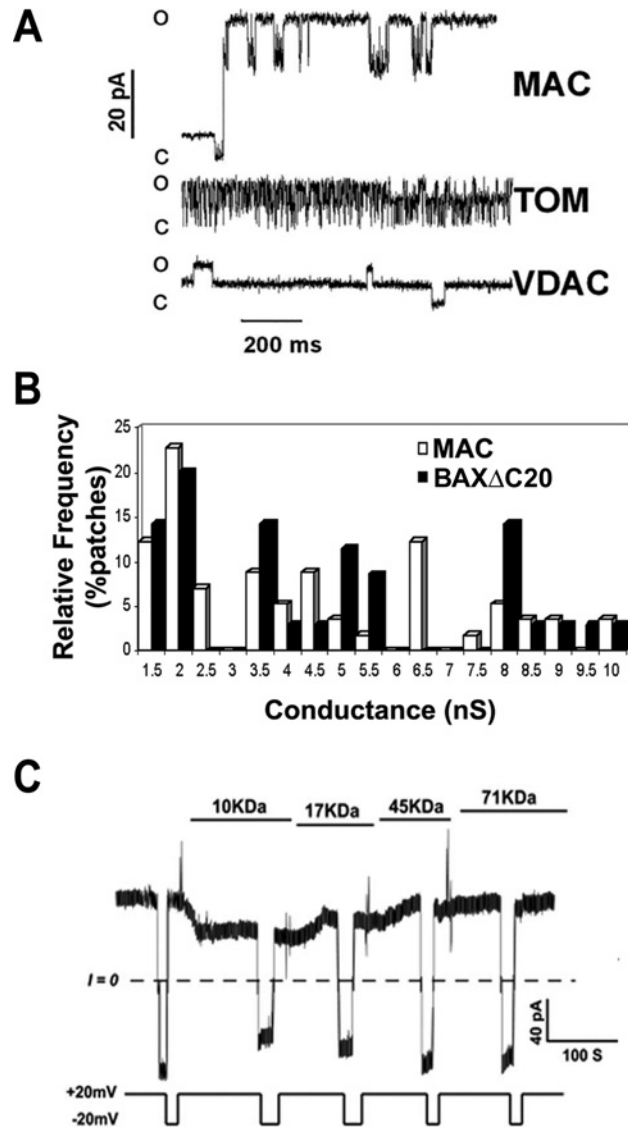 A
O
20 pA
MAC
C
O
TOM
C
O
VDAC
C
200 ms
B
25
20
15
10
5
0
Relative Frequency
(%patches)
MAC
BAXΔC20
1.5 2 2.5 3 3.5 4 4.5 5 5.5 6 6.5 7 7.5 8 8.5 9 9.5 10
Conductance (nS)
C
10KDa 17KDa 45KDa 71KDa
I = 0
40 pA
100 S
+20mV
-20mV